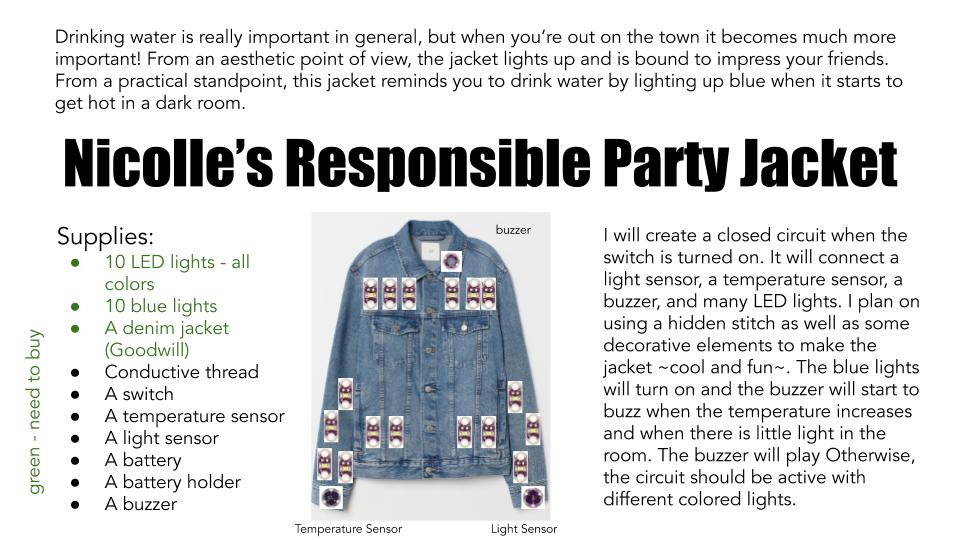 Drinking water is really important in general, but when you're out on the town it becomes much more
important! From an aesthetic point of view, the jacket lights up and is bound to impress your friends.
From a practical standpoint, this jacket reminds you to drink water by lighting up blue when it starts to
get hot in a dark room.
Nicolle's Responsible Party Jacket
green - need to buy
Supplies:
● 10 LED lights - all
colors
● 10 blue lights
● A denim jacket
(Goodwill)
● Conductive thread
● A switch
● A temperature sensor
● A light sensor
● A battery
● A battery holder
● A buzzer
buzzer
Temperature Sensor
Light Sensor
I will create a closed circuit when the
switch is turned on. It will connect a
light sensor, a temperature sensor, a
buzzer, and many LED lights. I plan on
using a hidden stitch as well as some
decorative elements to make the
jacket ~cool and fun~. The blue lights
will turn on and the buzzer will start to
buzz when the temperature increases
and when there is little light in the
room. The buzzer will play Otherwise,
the circuit should be active with
different colored lights.